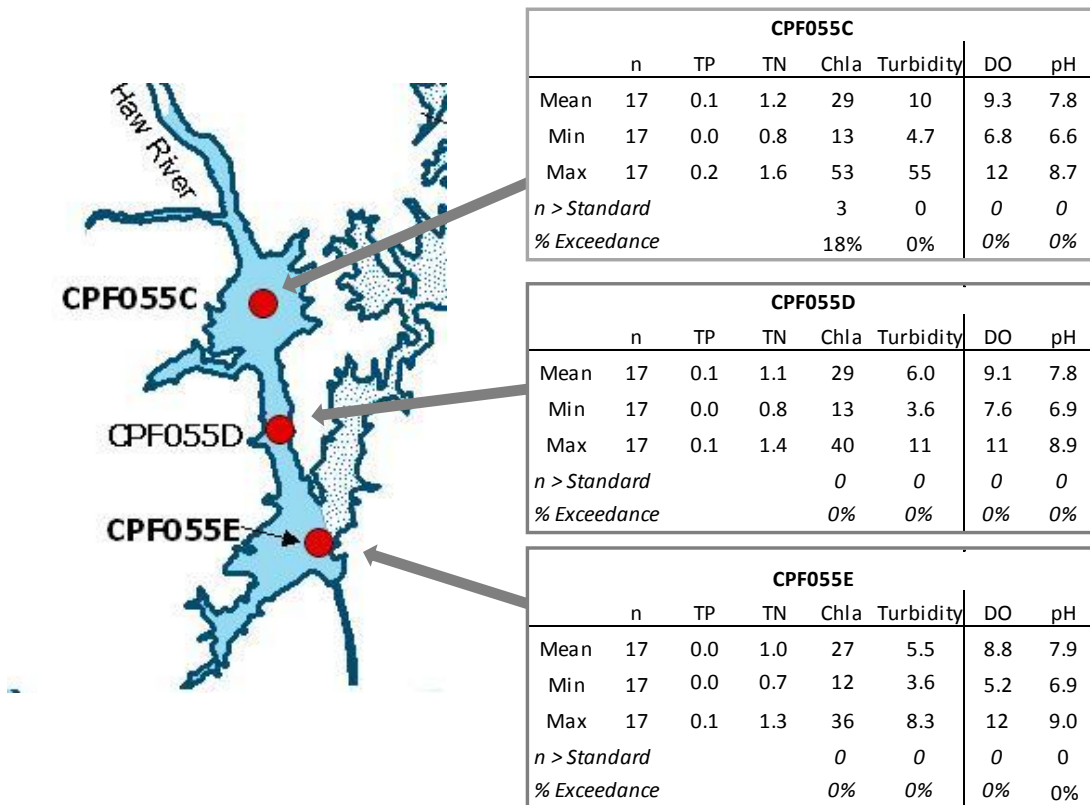 Haw River
CPF055C
CPF055D
CPF055E
CPF055C
n TP TN Chla Turbidity DO pH
Mean 17 0.1 1.2 29 10 9.3 7.8
Min 17 0.0 0.8 13 4.7 6.8 6.6
Max 17 0.2 1.6 53 55 12 8.7
n > Standard 3 0 0 0
% Exceedance 18% 0% 0% 0%
CPF055D
n TP TN Chla Turbidity DO pH
Mean 17 0.1 1.1 29 6.0 9.1 7.8
Min 17 0.0 0.8 13 3.6 7.6 6.9
Max 17 0.1 1.4 40 11 11 8.9
n > Standard 0 0 0 0
% Exceedance 0% 0% 0% 0%
CPF055E
n TP TN Chla Turbidity DO pH
Mean 17 0.0 1.0 27 5.5 8.8 7.9
Min 17 0.0 0.7 12 3.6 5.2 6.9
Max 17 0.1 1.3 36 8.3 12 9.0
n > Standard 0 0 0 0
% Exceedance 0% 0% 0% 0%